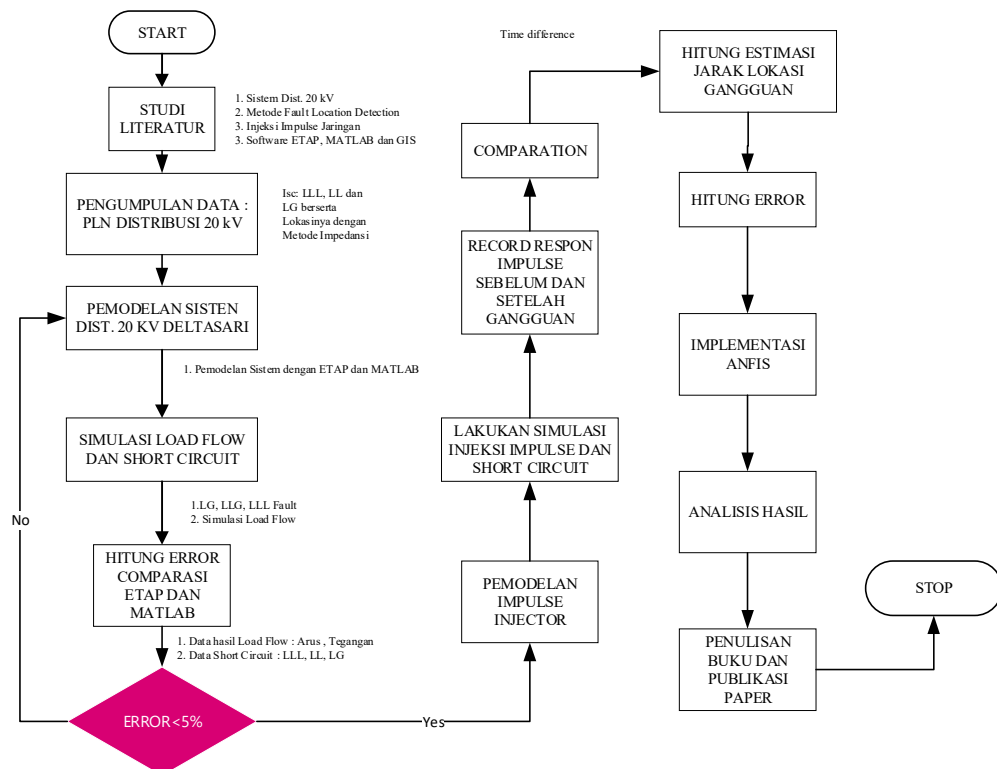 START
STUDI
LITERATUR
1. Sistem Dist. 20 kV
2. Metode Fault Location Detection
3. Injeksi Impulse Jaringan
3. Software ETAP, MATLAB dan GIS
PENGUMPULAN DATA :
PLN DISTRIBUSI 20 kV
Isc: LLL, LL dan
LG berserta
Lokasinya dengan
Metode Impedansi
PEMODELAN SISTEN
DIST. 20 KV DELTASARI
1. Pemodelan Sistem dengan ETAP dan MATLAB
SIMULASI LOAD FLOW
DAN SHORT CIRCUIT
1.LG, LLG, LLL Fault
2. Simulasi Load Flow
HITUNG ERROR
COMPARASI
ETAP DAN
MATLAB
1. Data hasil Load Flow : Arus , Tegangan
2. Data Short Circuit : LLL, LL, LG
ERROR<5%
No
Yes
PEMODELAN
IMPULSE
INJECTOR
LAKUKAN SIMULASI
INJEKSI IMPULSE DAN
SHORT CIRCUIT
RECORD RESPON
IMPULSE
SEBELUM DAN
SETELAH
GANGGUAN
COMPARATION
Time difference
HITUNG ESTIMASI
JARAK LOKASI
GANGGUAN
HITUNG ERROR
IMPLEMENTASI
ANFIS
ANALISIS HASIL
PENULISAN
BUKU DAN
PUBLIKASI
PAPER
STOP